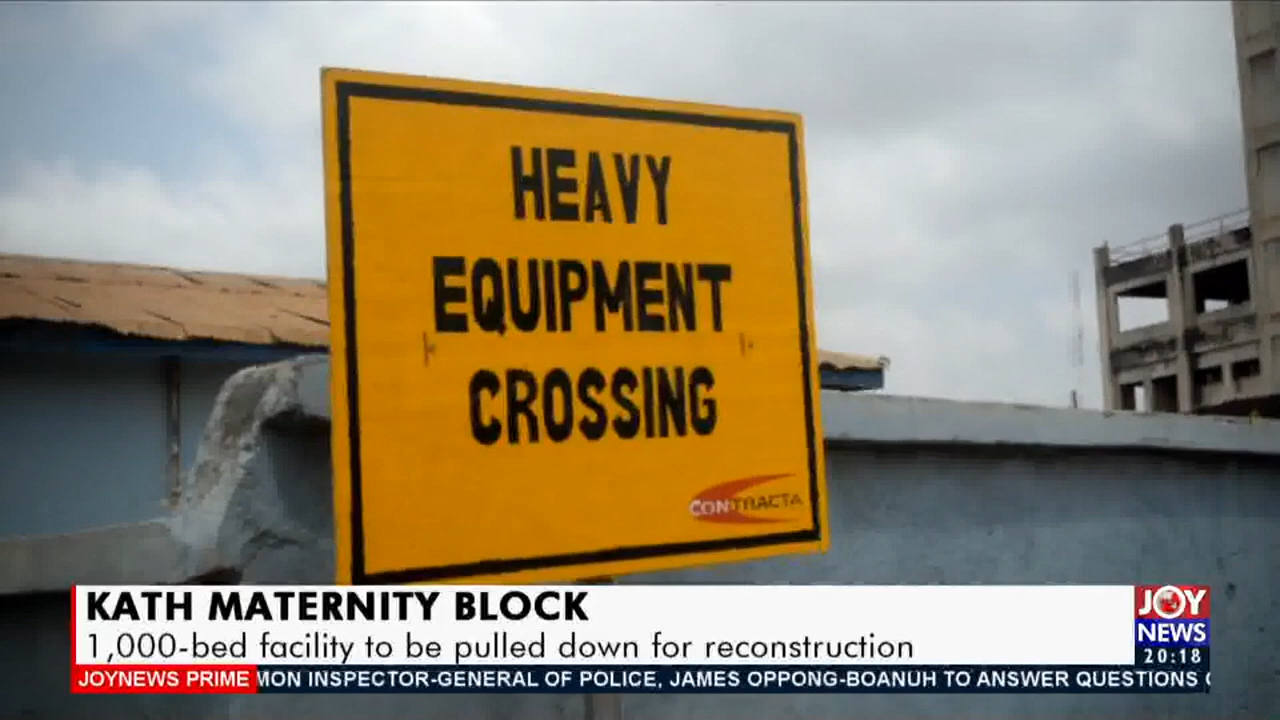 HEAVY
EQUIPMENT
CROSSING
CONTRACTA
KATH MATERNITY BLOCK
1,000-bed facility to be pulled down for reconstruction
JOY
NEWS
20:18
JOYNEWS PRIME
MON INSPECTOR-GENERAL OF POLICE, JAMES OPPONG-BOANUH TO ANSWER QUESTIONS